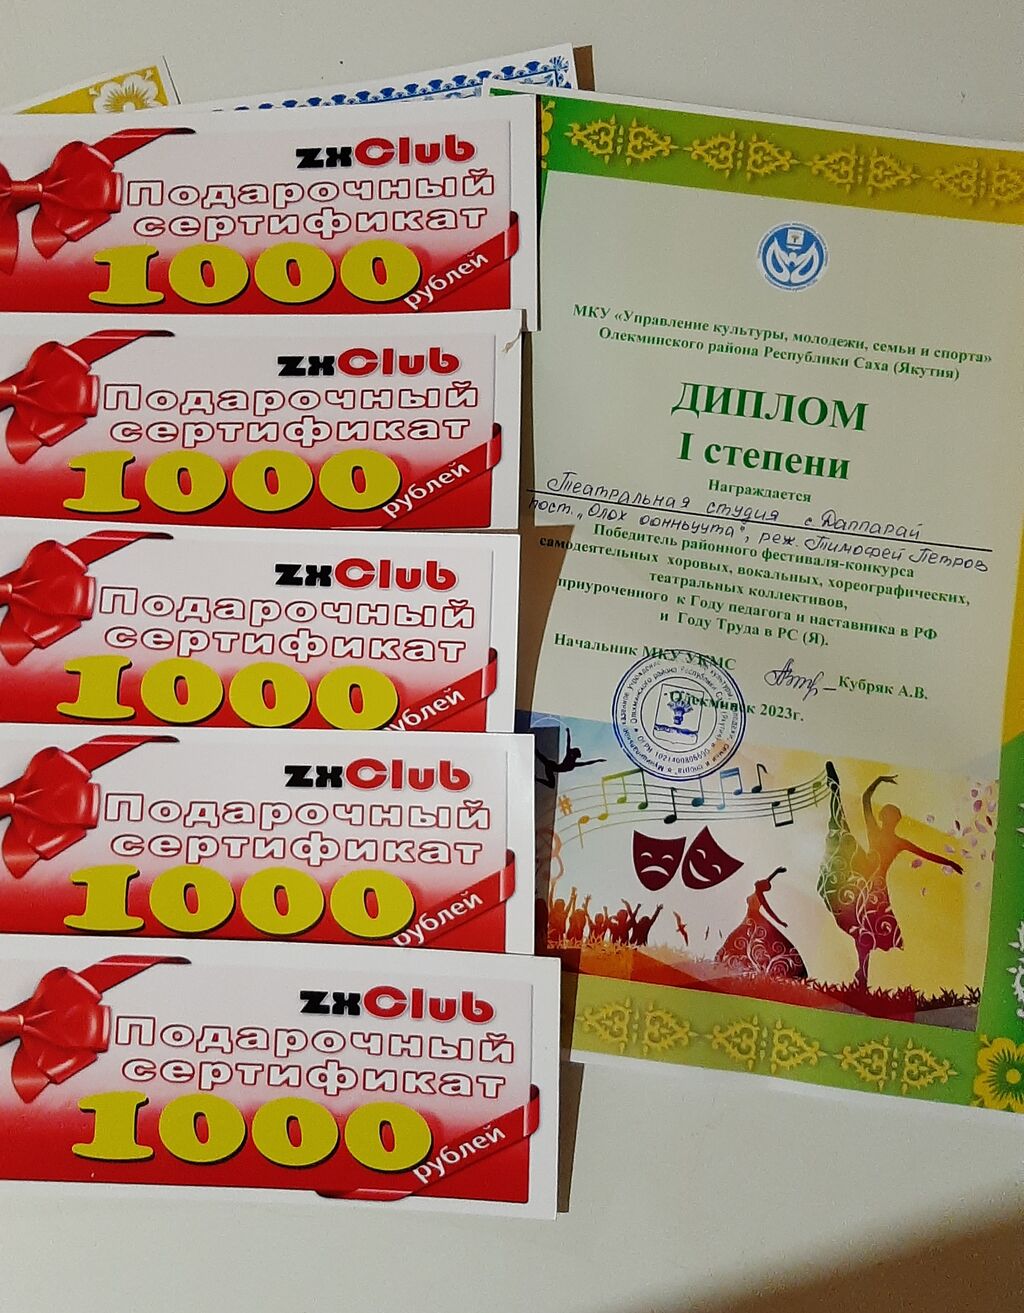 zxClub
Подарочный
сертификат
1000
рублей
zxClub
Подарочный
сертификат
1000
рублей
zxClub
Подарочный
сертификат
1000
рублей
zxClub
Подарочный
сертификат
1000
рублей
zxClub
Подарочный
сертификат
1000
рублей
МКУ «Управление культуры, молодежи, семьи и спорта»
Олекминского района Республики Саха (Якутия)
ДИПЛОМ
I степени
Награждается
Театральная студия с Даппарай
пост. „Олох оонньуута", реж. Тимофей Петров
Победитель районного фестиваля-конкурса
самодеятельных хоровых, вокальных, хореографических,
театральных коллективов,
приуроченного к Году педагога и наставника в РФ
и Году Труда в РС (Я).
Начальник МКУ УКМС
Кубряк А.В.
Олекминск 2023г.